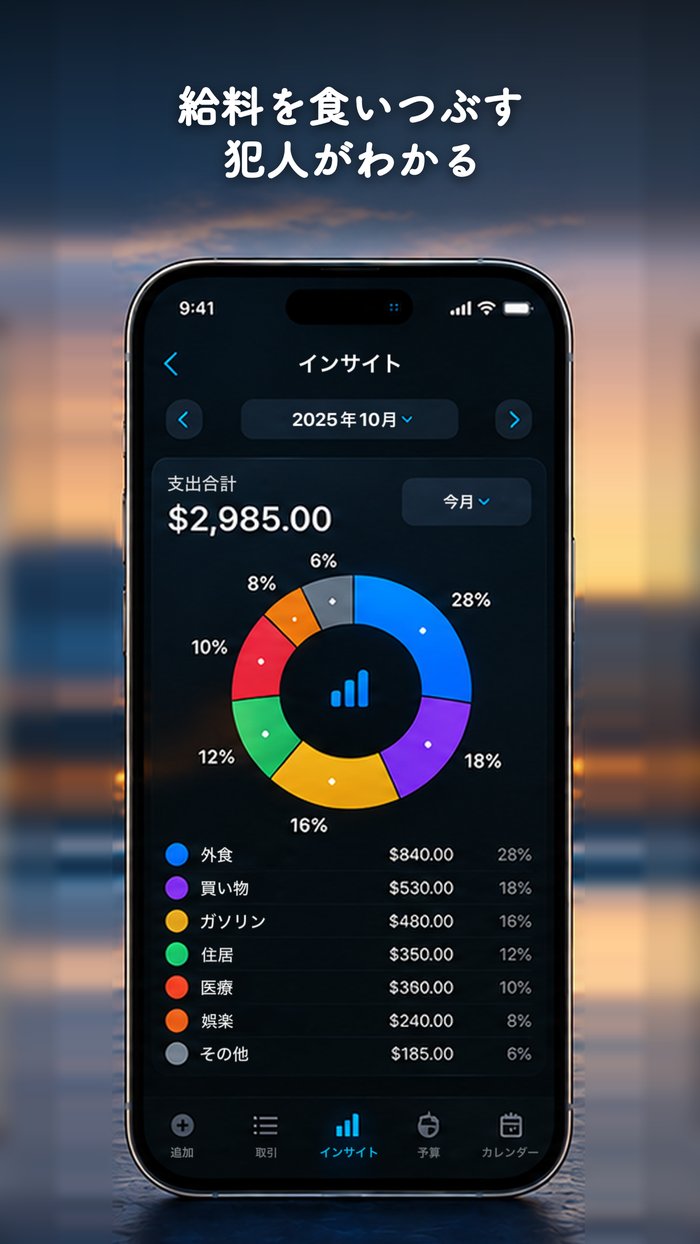 給料を食いつぶす
犯人がわかる
9:41
インサイト
2025年10月
支出合計
$2,985.00
今月
6%
8%
28%
10%
12%
18%
16%
外食 $840.00 28%
買い物 $530.00 18%
ガソリン $480.00 16%
住居 $350.00 12%
医療 $360.00 10%
娯楽 $240.00 8%
その他 $185.00 6%
追加 取引 インサイト 予算 カレンダー